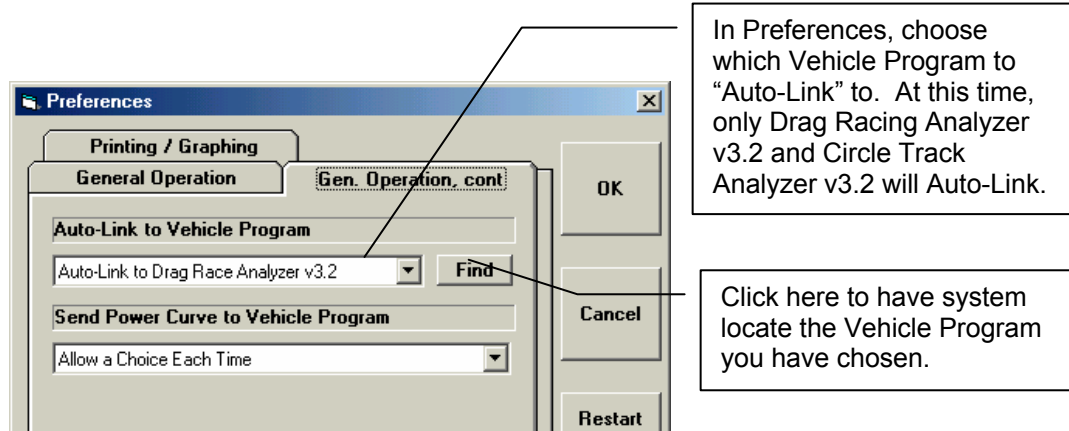 In Preferences, choose
which Vehicle Program to
“Auto-Link” to. At this time,
only Drag Racing Analyzer
v3.2 and Circle Track
Analyzer v3.2 will Auto-Link.
Preferences
Printing / Graphing
General Operation
Gen. Operation, cont
OK
Auto-Link to Vehicle Program
Auto-Link to Drag Race Analyzer v3.2
Find
Click here to have system
locate the Vehicle Program
you have chosen.
Send Power Curve to Vehicle Program
Cancel
Allow a Choice Each Time
Restart